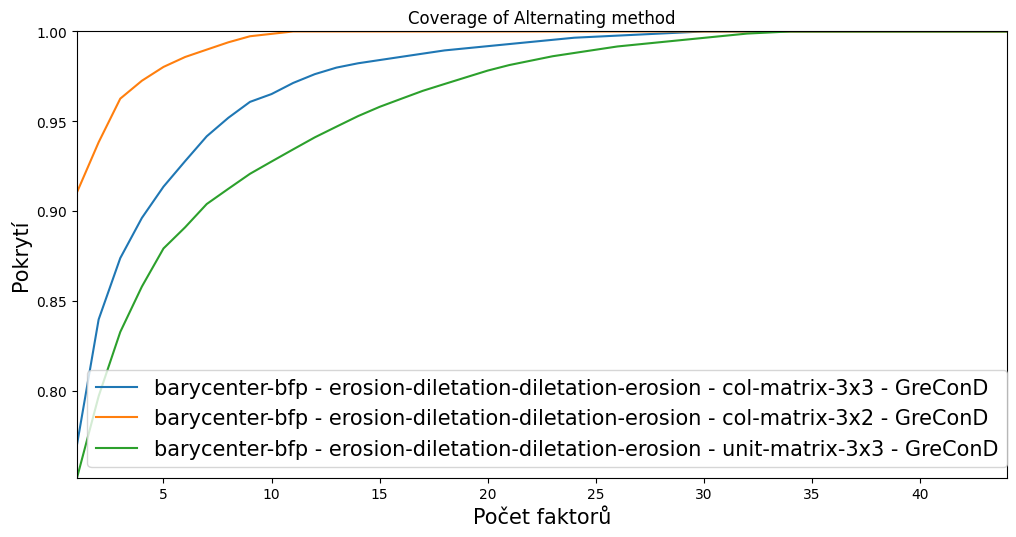 Coverage of Alternating method
1.00
0.95
0.90
0.85
0.80
Pokrytí
barycenter-bfp - erosion-diletation-diletation-erosion - col-matrix-3x3 - GreConD
barycenter-bfp - erosion-diletation-diletation-erosion - col-matrix-3x2 - GreConD
barycenter-bfp - erosion-diletation-diletation-erosion - unit-matrix-3x3 - GreConD
5 10 15 20 25 30 35 40
Počet faktorů